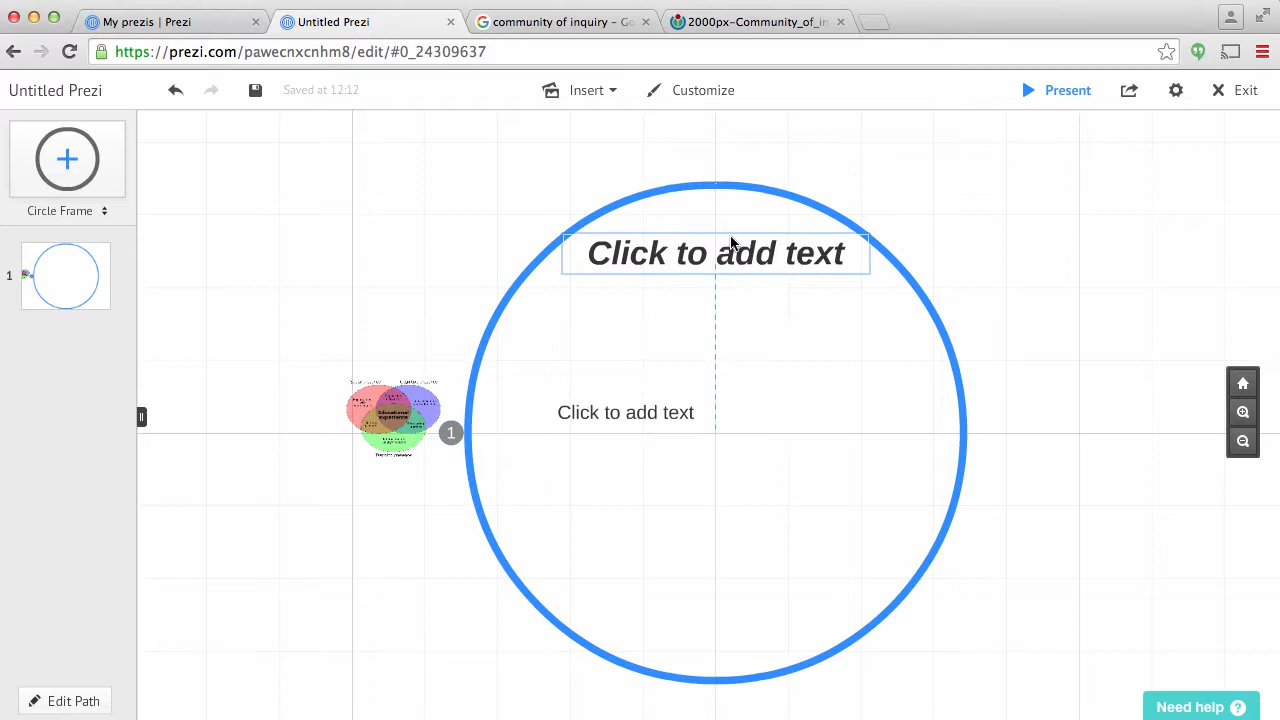 My prezis | Prezi
Untitled Prezi
community of inquiry – Go
2000px–Community_of_in
https://prezi.com/pawecnxcnhm8/edit/#0_24309637
Untitled Prezi
Saved at 12:12
Insert
Customize
Present
Exit
Circle Frame
Click to add text
1
Educational
experience
1
Click to add text
Edit Path
Need help ?